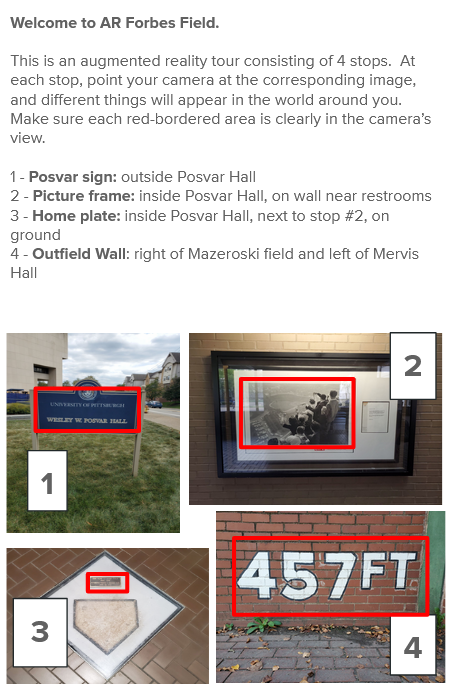 Welcome to AR Forbes Field.
This is an augmented reality tour consisting of 4 stops. At
each stop, point your camera at the corresponding image,
and different things will appear in the world around you.
Make sure each red-bordered area is clearly in the camera's
view.
1 - Posvar sign: outside Posvar Hall
2 - Picture frame: inside Posvar Hall, on wall near restrooms
3 - Home plate: inside Posvar Hall, next to stop #2, on
ground
4 - Outfield Wall: right of Mazeroski field and left of Mervis
Hall
UNIVERSITY OF PITTSBURGH
WESLEY W. POSVAR HALL
1
2
3
457FT
4